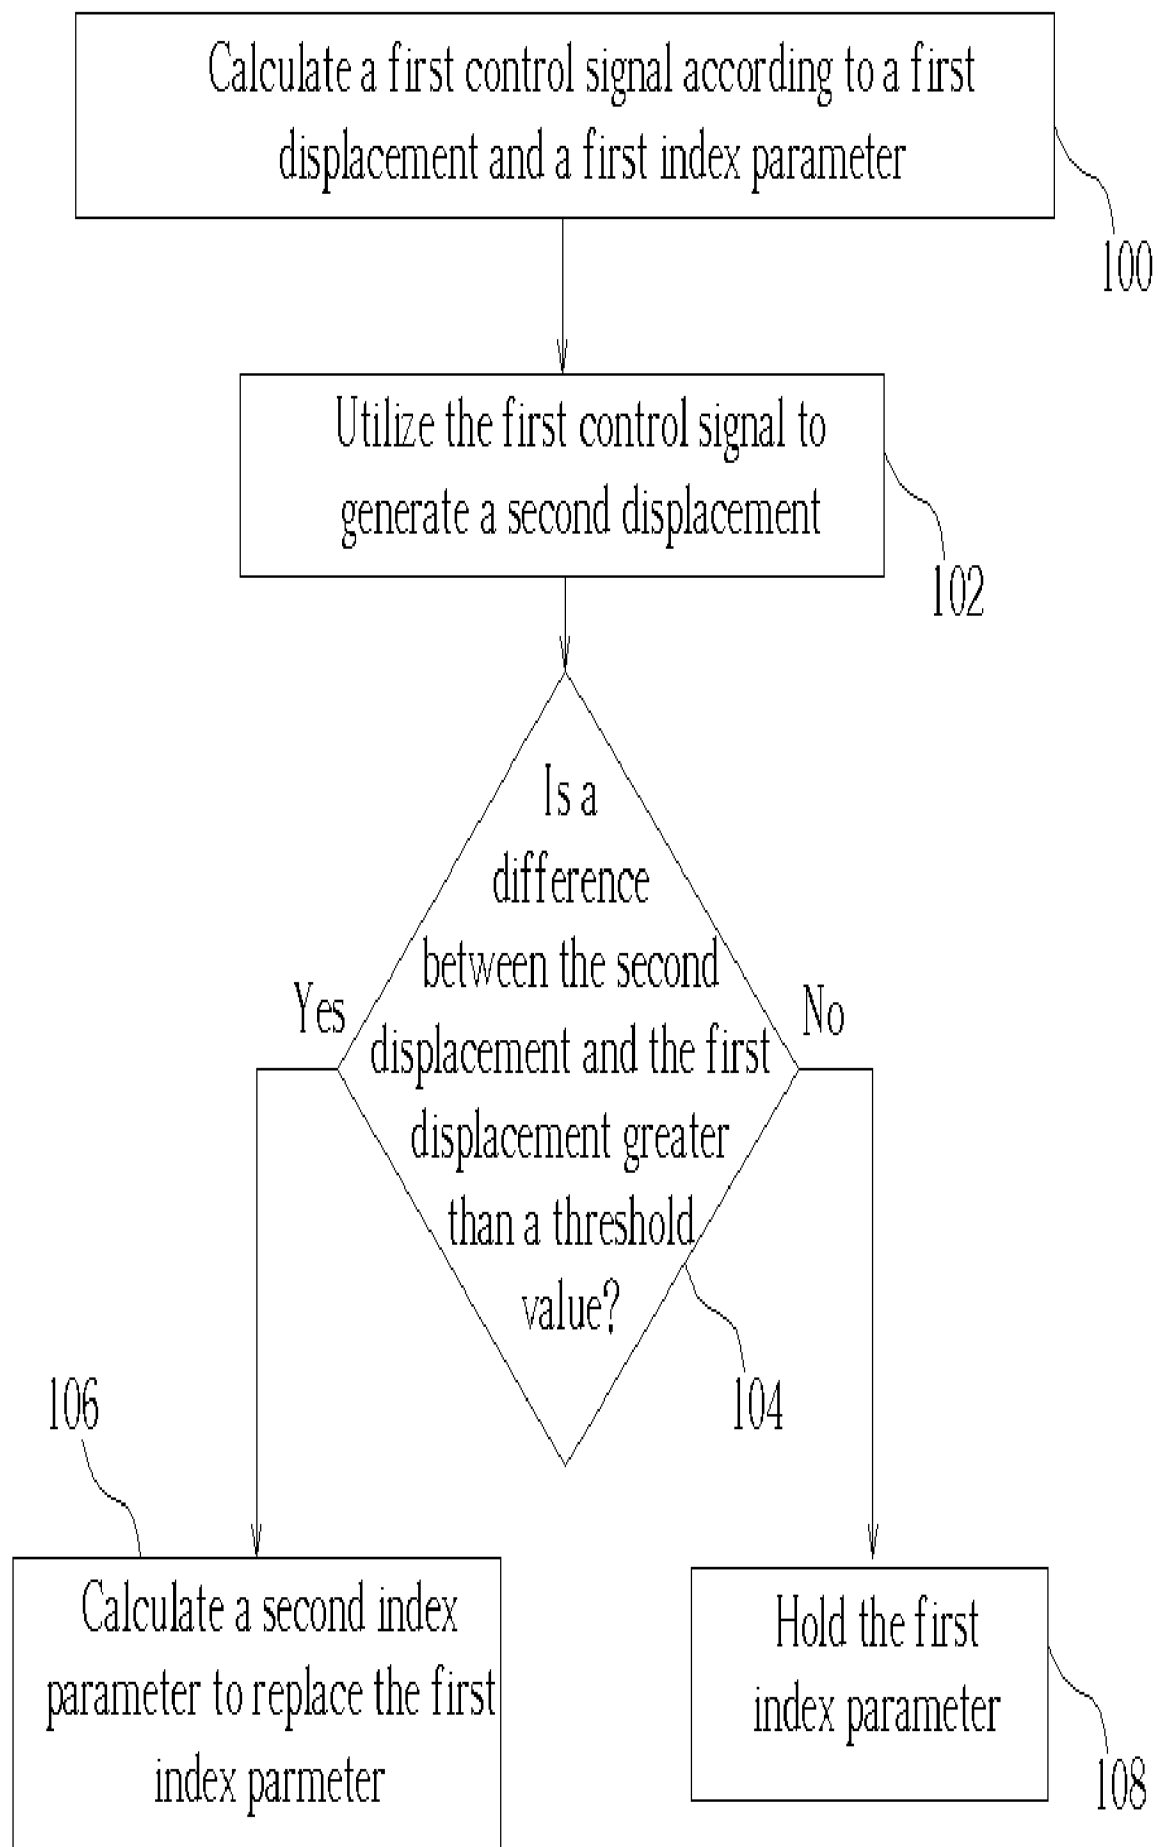 Calculate a first control signal according to a first
displacement and a first index parameter
100
Utilize the first control signal to
generate a second displacement
102
Is a
difference
between the second
displacement and the first
displacement greater
than a threshold
value?
Yes
No
104
106
Calculate a second index
parameter to replace the first
index parmeter
Hold the first
index parameter
108